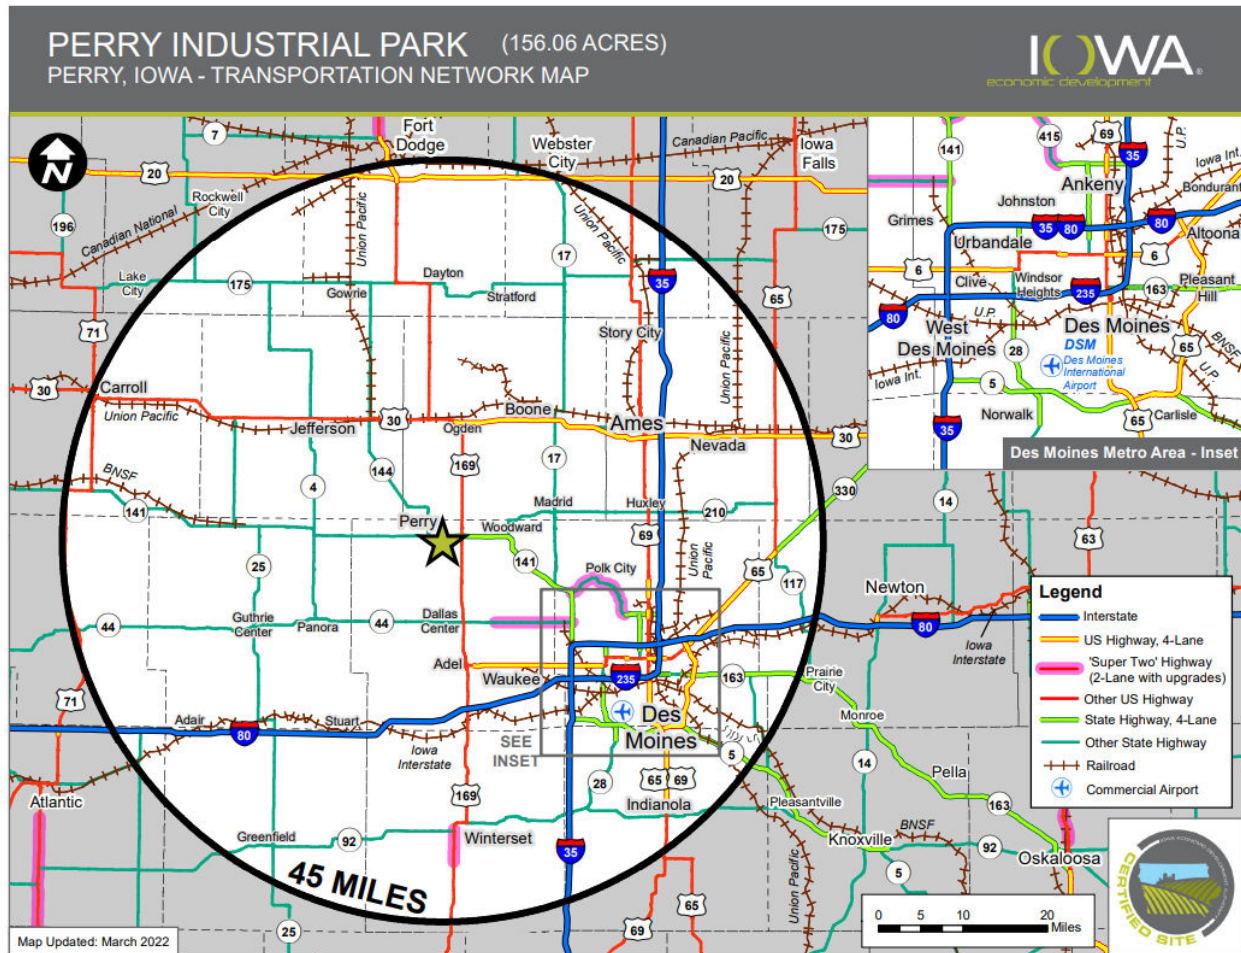 PERRY INDUSTRIAL PARK (156.06 ACRES)
PERRY, IOWA - TRANSPORTATION NETWORK MAP
IOWA®
economic development
N
Fort
Dodge
Webster
City
Canadian Pacific
Iowa
Falls
7
20
20
Rockwell
City
196
Canadian National
Union Pacific
Union Pacific
175
17
Lake
City
175
Gowrie
Dayton
Stratford
35
65
71
Story City
Union Pacific
30
Carroll
Union Pacific
Jefferson
30
Ogden
Boone
Ames
Nevada
30
BNSF
141
4
144
169
17
330
Perry
Woodward
Madrid
Huxley
210
69
141
Union
Pacific
65
25
Polk City
117
44
Guthrie
Center
Panora
44
Dallas
Center
Adel
Waukee
235
163
Prairie
City
71
Adair
80
Stuart
Iowa
Interstate
SEE
INSET
Des
Moines
5
Monroe
14
63
Newton
80
Iowa
Interstate
14
Pella
163
Atlantic
169
28
65
69
Indianola
Pleasantville
Greenfield
92
Winterset
35
Knoxville
BNSF
92
Oskaloosa
5
Union Pacific
45 MILES
25
65
69
Map Updated: March 2022
415
69
U.P.
141
35
Iowa Int.
Ankeny
Bondurant
Johnston
Grimes
35
80
80
Altoona
Urbandale
6
6
Clive
Windsor
Heights
235
163
Pleasant
Hill
80
U.P.
West
Des Moines
Des Moines
DSM
Des Moines
International
Airport
28
65
BNSF
U.P.
Iowa Int.
5
Norwalk
65
Carlisle
35
Des Moines Metro Area - Inset
Legend
Interstate
US Highway, 4-Lane
'Super Two' Highway
(2-Lane with upgrades)
Other US Highway
State Highway, 4-Lane
Other State Highway
Railroad
Commercial Airport
0 5 10 20
Miles
CERTIFIED SITE